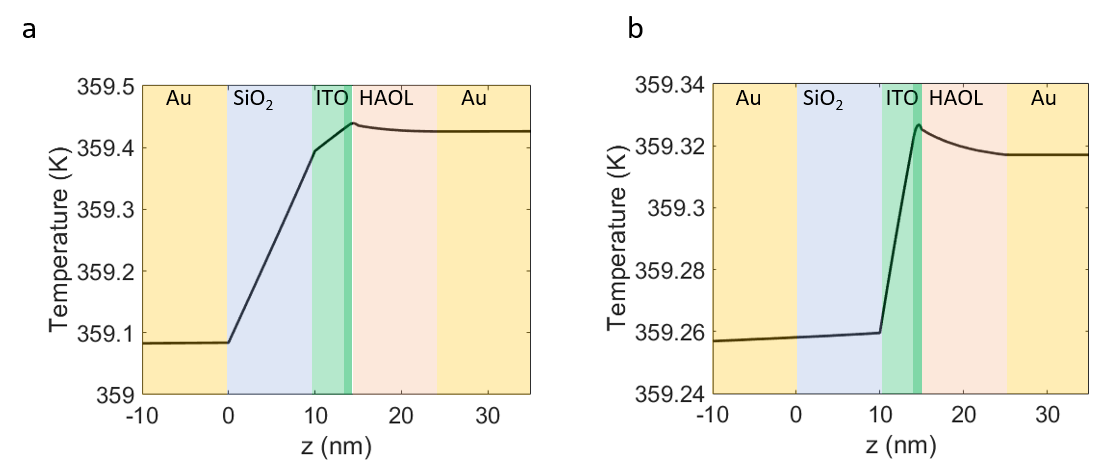 a
359.5
359.4
359.3
359.2
359.1
359
Temperature (K)
Au
SiO₂
ITO
HAOL
Au
-10
0
10
20
30
z (nm)
b
359.34
359.32
359.3
359.28
359.26
359.24
Temperature (K)
Au
SiO₂
ITO
HAOL
Au
-10
0
10
20
30
z (nm)